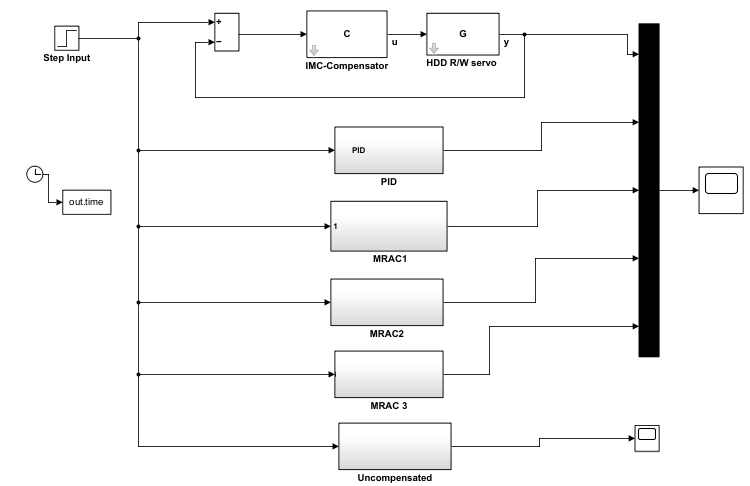 +
−
C
u
G
y
Step Input
IMC-Compensator
HDD R/W servo
PID
PID
out.time
1
MRAC1
MRAC2
MRAC 3
Uncompensated